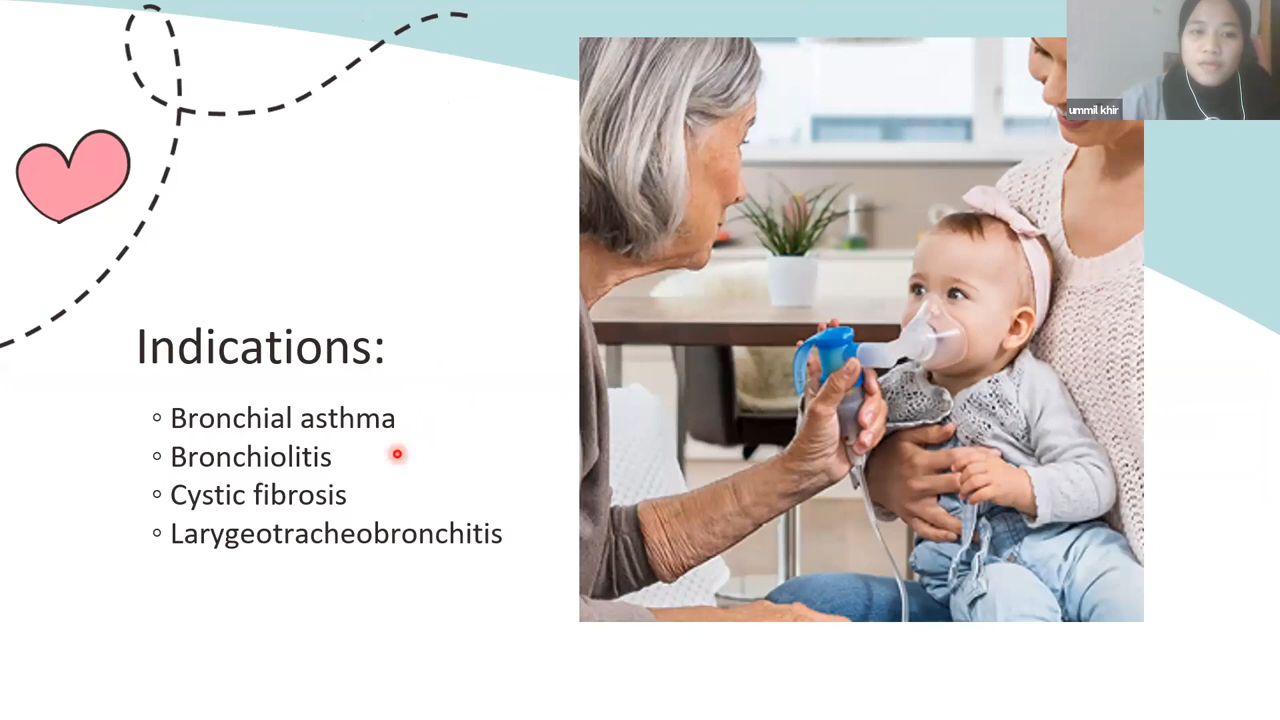 ummil khir
Indications:
◦ Bronchial asthma
◦ Bronchiolitis
◦ Cystic fibrosis
◦ Larygeotracheobronchitis